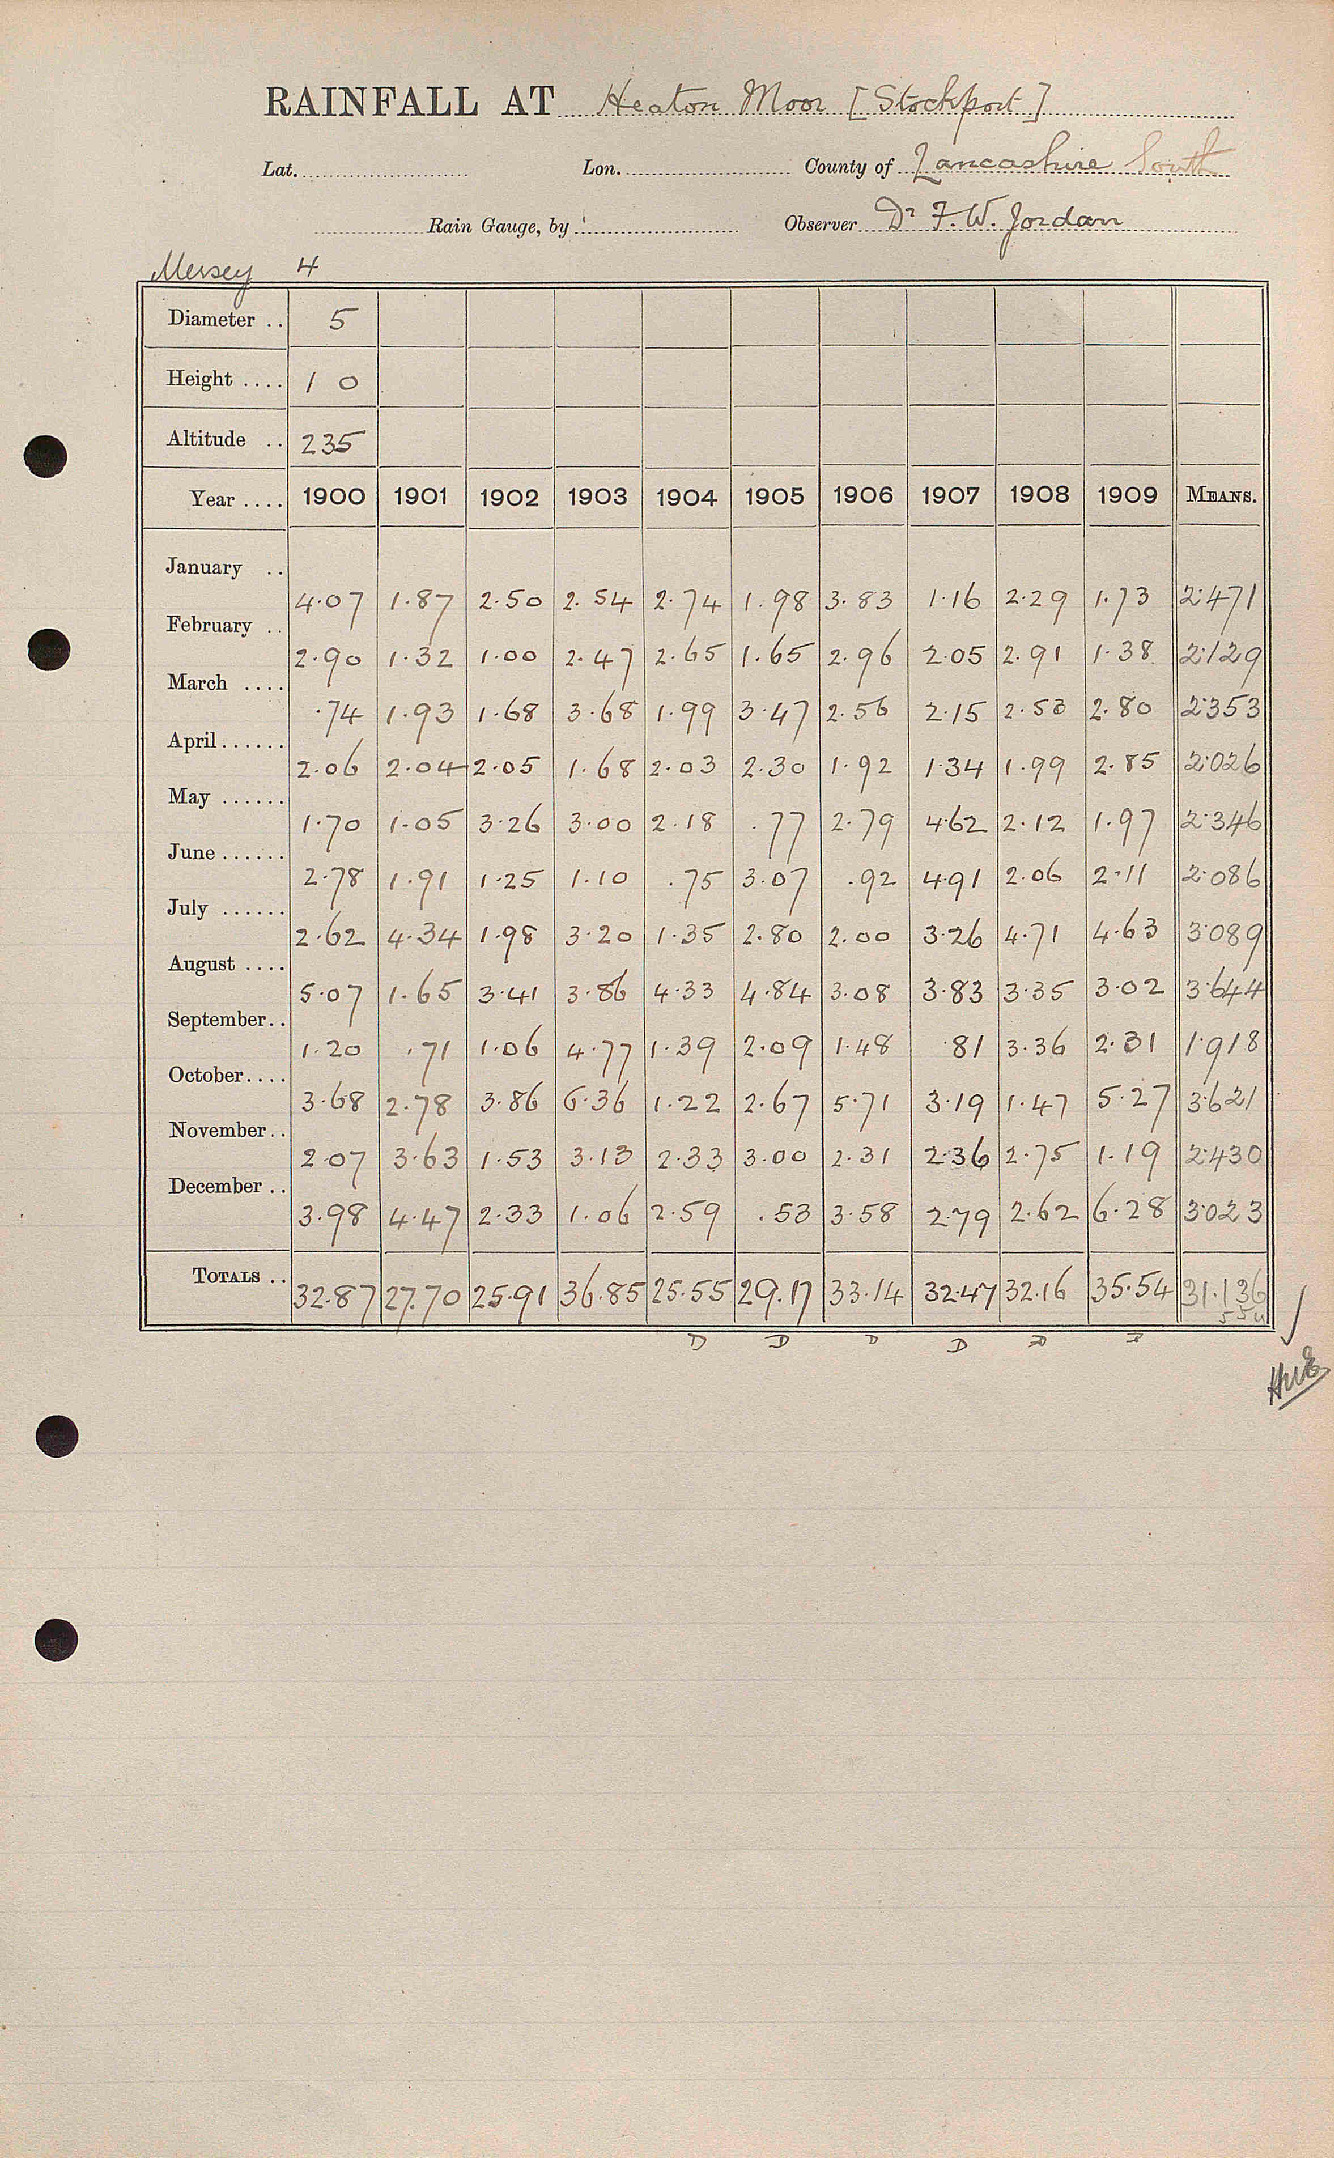 RAINFALL AT Heaton Moor [Stockport]
Lat. Lon. County of Lancashire South
Rain Gauge, by Observer Dr F. W. Jordan
Mersey 4
Diameter .. 5
Height .... 1 0
Altitude .. 235
Year .... 1900 1901 1902 1903 1904 1905 1906 1907 1908 1909 MEANS.
January .. 4.07 1.87 2.50 2.54 2.74 1.98 3.83 1.16 2.29 1.73 2.471
February .. 2.90 1.32 1.00 2.47 2.65 1.65 2.96 2.05 2.91 1.38 2.129
March .... .74 1.93 1.68 3.68 1.99 3.47 2.56 2.15 2.53 2.80 2.353
April ...... 2.06 2.04 2.05 1.68 2.03 2.30 1.92 1.34 1.99 2.85 2.026
May ...... 1.70 1.05 3.26 3.00 2.18 .77 2.79 4.62 2.12 1.97 2.346
June ...... 2.78 1.91 1.25 1.10 .75 3.07 .92 4.91 2.06 2.11 2.086
July ...... 2.62 4.34 1.98 3.20 1.35 2.80 2.00 3.26 4.71 4.63 3.089
August .... 5.07 1.65 3.41 3.86 4.33 4.84 3.08 3.83 3.35 3.02 3.644
September.. 1.20 .71 1.06 4.77 1.39 2.09 1.48 .81 3.36 2.31 1.918
October.... 3.68 2.78 3.86 6.36 1.22 2.67 5.71 3.19 1.47 5.27 3.621
November.. 2.07 3.63 1.53 3.13 2.33 3.00 2.31 2.36 2.75 1.19 2.430
December .. 3.98 4.47 2.33 1.06 2.59 .53 3.58 2.79 2.62 6.28 3.023
TOTALS .. 32.87 27.70 25.91 36.85 25.55 29.17 33.14 32.47 32.16 35.54 31.136
D D D D